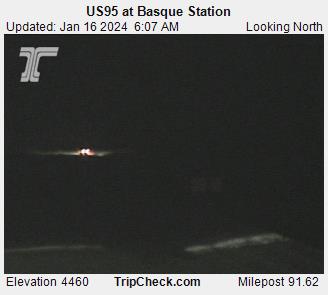 US95 at Basque Station
Updated: Jan 16 2024  6:07 AM Looking North
Elevation 4460 TripCheck.com Milepost 91.62